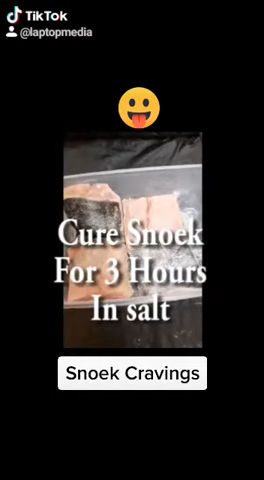 TikTok
@laptopmedia
Cure Snoek
For 3 Hours
In salt
Snoek Cravings